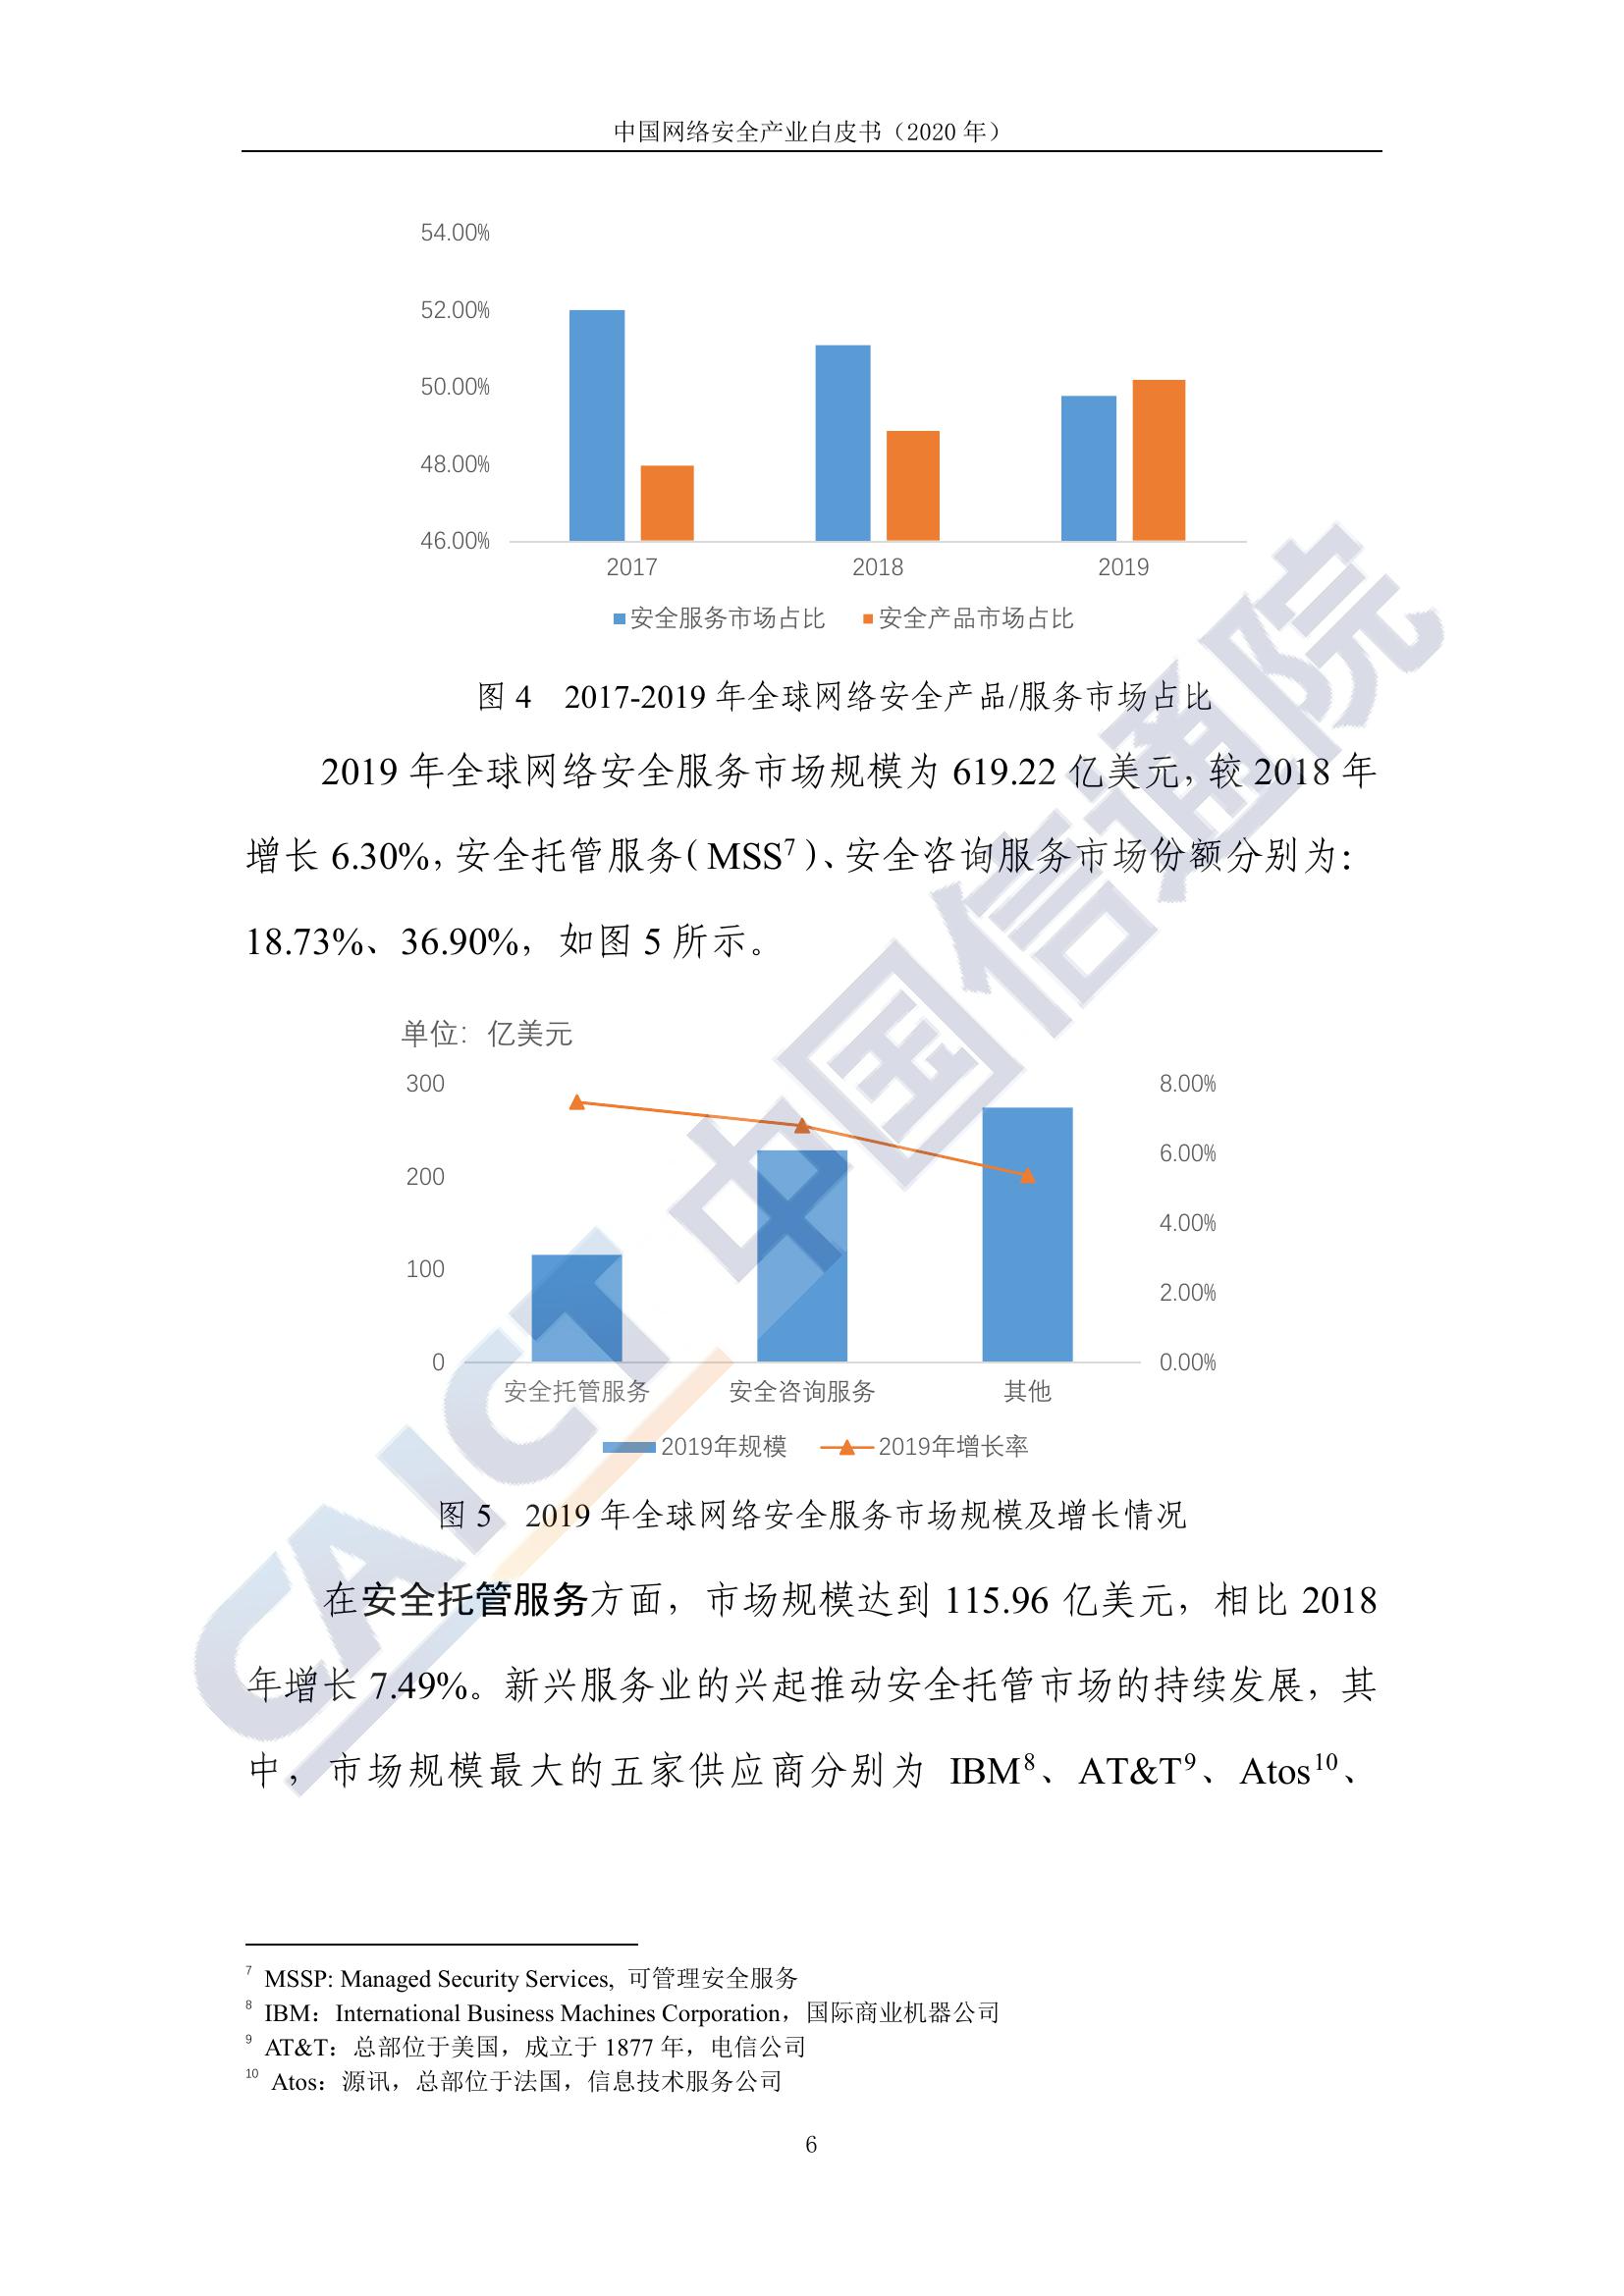 中国网络安全产业白皮书（2020 年）
54.00%
52.00%
50.00%
48.00%
46.00%
2017 2018 2019
安全服务市场占比 安全产品市场占比
图 4 2017-2019 年全球网络安全产品/服务市场占比
2019 年全球网络安全服务市场规模为 619.22 亿美元，较 2018 年
增长 6.30%，安全托管服务（MSS7）、安全咨询服务市场份额分别为：
18.73%、36.90%，如图 5 所示。
单位：亿美元
300 8.00%
6.00%
200
4.00%
100
2.00%
0 0.00%
安全托管服务 安全咨询服务 其他
2019年规模 2019年增长率
图 5 2019 年全球网络安全服务市场规模及增长情况
在安全托管服务方面，市场规模达到 115.96 亿美元，相比 2018
年增长 7.49%。新兴服务业的兴起推动安全托管市场的持续发展，其
中，市场规模最大的五家供应商分别为 IBM8、AT&T9、Atos10、
7 MSSP: Managed Security Services, 可管理安全服务
8 IBM：International Business Machines Corporation，国际商业机器公司
9 AT&T：总部位于美国，成立于 1877 年，电信公司
10 Atos：源讯，总部位于法国，信息技术服务公司
6
CAICT 中国信通院